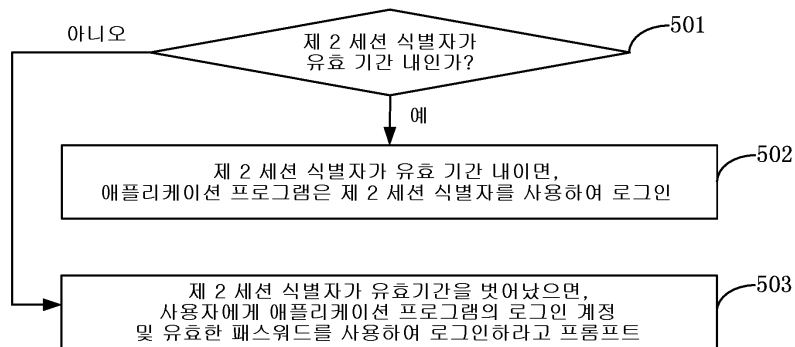 아니오
제 2 세션 식별자가
유효 기간 내인가?
501
예
제 2 세션 식별자가 유효 기간 내이면,
애플리케이션 프로그램은 제 2 세션 식별자를 사용하여 로그인
502
제 2 세션 식별자가 유효기간을 벗어났으면,
사용자에게 애플리케이션 프로그램의 로그인 계정
및 유효한 패스워드를 사용하여 로그인하라고 프롬프트
503